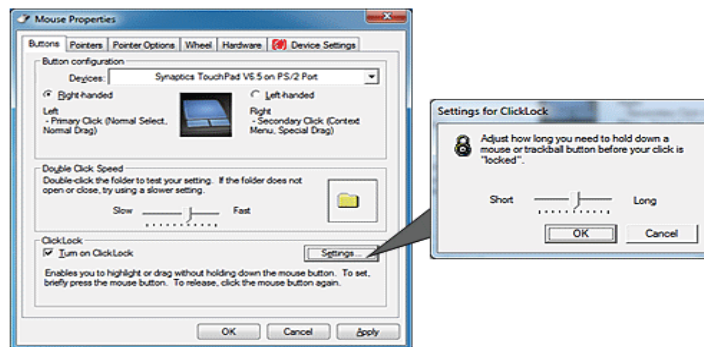 Mouse Properties
Buttons Pointers Pointer Options Wheel Hardware Device Settings
Button configuration
Devices: Synaptics TouchPad V6.5 on PS/2 Port
Right-handed Left-handed
Left
- Primary Click (Normal Select,
Normal Drag)
Right
- Secondary Click (Context
Menu, Special Drag)
Double Click Speed
Double-click the folder to test your setting. If the folder does not
open or close, try using a slower setting.
Slow Fast
ClickLock
Turn on ClickLock Settings...
Enables you to highlight or drag without holding down the mouse button. To set,
briefly press the mouse button. To release, click the mouse button again.
OK Cancel Apply
Settings for ClickLock
Adjust how long you need to hold down a
mouse or trackball button before your click is
"locked".
Short Long
OK Cancel